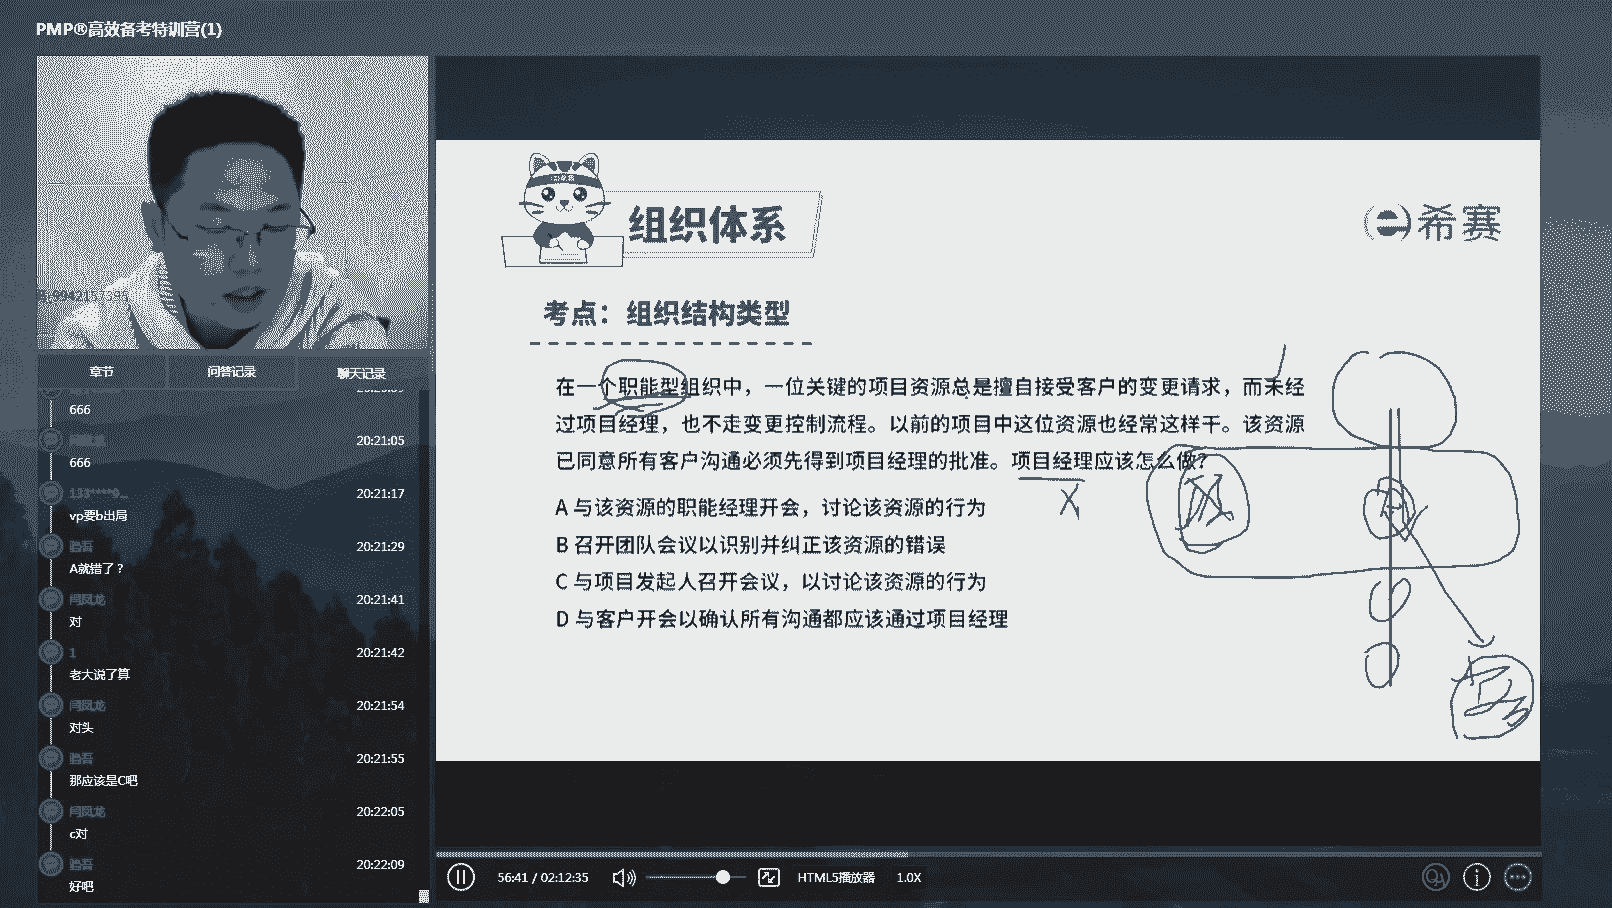 PMP®高效备考特训营(1)
章节
问答记录
聊天记录
666
20:21:05
666
20:21:17
vp要b出局
20:21:29
A就错了？
闫凤龙
20:21:41
对
1
20:21:42
老大说了算
闫凤龙
20:21:54
对头
20:21:55
那应该是C吧
闫凤龙
20:22:05
c对
20:22:09
好吧
组织体系
希赛
考点：组织结构类型
在一个职能型组织中，一位关键的项目资源总是擅自接受客户的变更请求，而未经
过项目经理，也不走变更控制流程。以前的项目中这位资源也经常这样干。该资源
已同意所有客户沟通必须先得到项目经理的批准。项目经理应该怎么做？
A 与该资源的职能经理开会，讨论该资源的行为
B 召开团队会议以识别并纠正该资源的错误
C 与项目发起人召开会议，以讨论该资源的行为
D 与客户开会以确认所有沟通都应该通过项目经理
56:41 / 02:12:35
HTML5播放器
1.0X